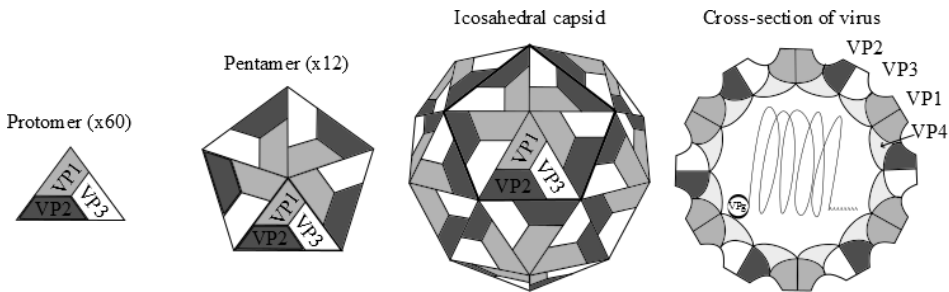 Protomer (x60)
VP1
VP2
VP3
Pentamer (x12)
VP1
VP2
VP3
Icosahedral capsid
VP1
VP2
VP3
Cross-section of virus
VP2
VP3
VP1
VP4
VPg